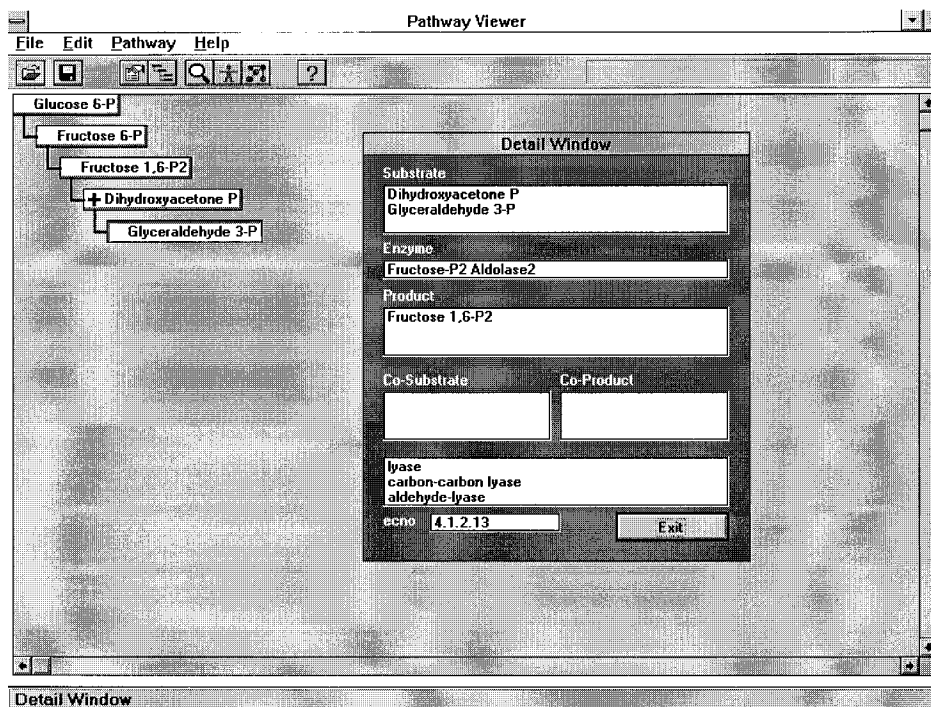 Pathway Viewer
File Edit Pathway Help
?
Glucose 6-P
Fructose 6-P
Fructose 1,6-P2
+ Dihydroxyacetone P
Glyceraldehyde 3-P
Detail Window
Substrate
Dihydroxyacetone P
Glyceraldehyde 3-P
Enzyme
Fructose-P2 Aldolase2
Product
Fructose 1,6-P2
Co-Substrate Co-Product
lyase
carbon-carbon lyase
aldehyde-lyase
ecno 4.1.2.13
Exit
Detail Window